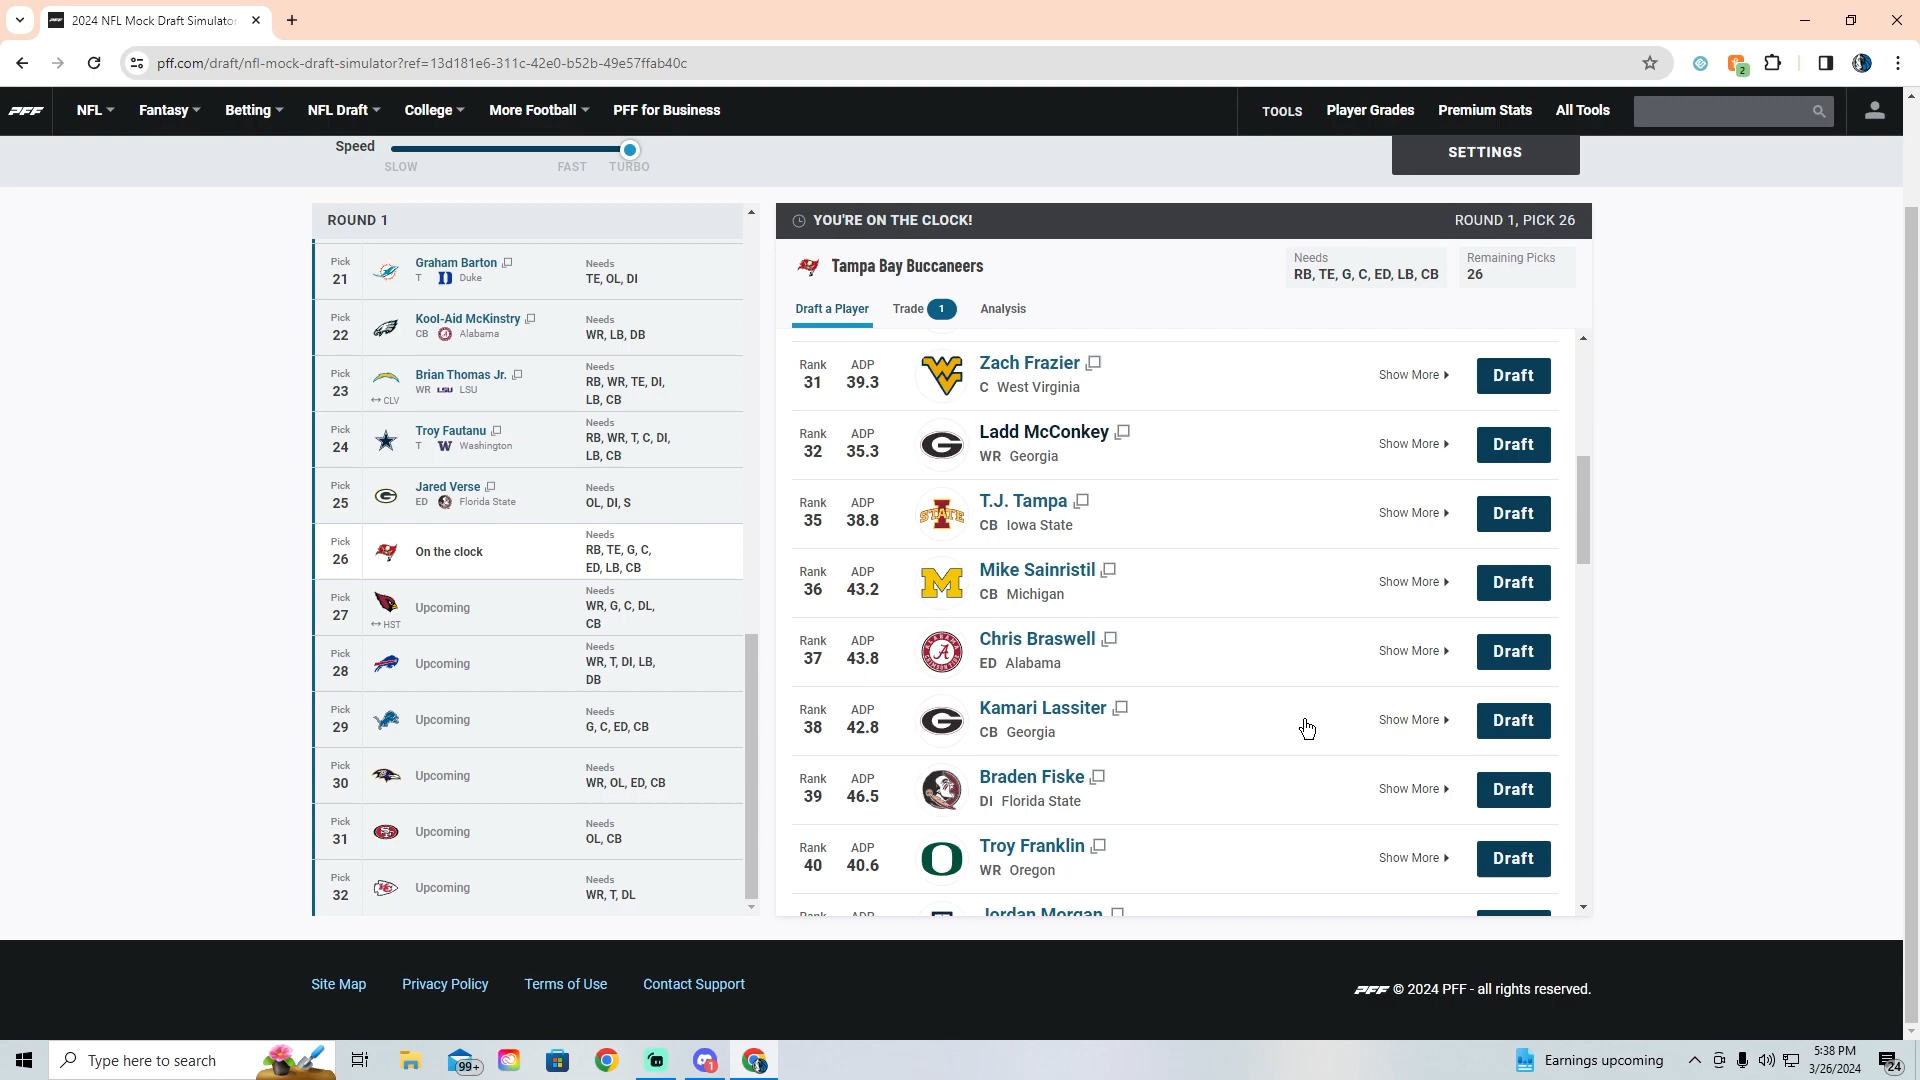 2024 NFL Mock Draft Simulator
pff.com/draft/nfl-mock-draft-simulator?ref=13d181e6-311c-42e0-b52b-49e57ffab40c
2
PFF NFL Fantasy Betting NFL Draft College More Football PFF for Business TOOLS Player Grades Premium Stats All Tools
Speed
SLOW FAST TURBO
SETTINGS
ROUND 1
Pick 21 Graham Barton T Duke Needs TE, OL, DI
Pick 22 Kool-Aid McKinstry CB Alabama Needs WR, LB, DB
Pick 23 ↔ CLV Brian Thomas Jr. WR LSU LSU Needs RB, WR, TE, DI, LB, CB
Pick 24 Troy Fautanu T W Washington Needs RB, WR, T, C, DI, LB, CB
Pick 25 Jared Verse ED Florida State Needs OL, DI, S
Pick 26 On the clock Needs RB, TE, G, C, ED, LB, CB
Pick 27 ↔ HST Upcoming Needs WR, G, C, DL, CB
Pick 28 Upcoming Needs WR, T, DI, LB, DB
Pick 29 Upcoming Needs G, C, ED, CB
Pick 30 Upcoming Needs WR, OL, ED, CB
Pick 31 Upcoming Needs OL, CB
Pick 32 Upcoming Needs WR, T, DL
YOU'RE ON THE CLOCK! ROUND 1, PICK 26
Tampa Bay Buccaneers Needs RB, TE, G, C, ED, LB, CB Remaining Picks 26
Draft a Player Trade 1 Analysis
Rank 31 ADP 39.3 Zach Frazier C West Virginia Show More Draft
Rank 32 ADP 35.3 Ladd McConkey WR Georgia Show More Draft
Rank 35 ADP 38.8 STATE T.J. Tampa CB Iowa State Show More Draft
Rank 36 ADP 43.2 Mike Sainristil CB Michigan Show More Draft
Rank 37 ADP 43.8 Chris Braswell ED Alabama Show More Draft
Rank 38 ADP 42.8 Kamari Lassiter CB Georgia Show More Draft
Rank 39 ADP 46.5 Braden Fiske DI Florida State Show More Draft
Rank 40 ADP 40.6 Troy Franklin WR Oregon Show More Draft
Rank ADP Jordan Morgan
Site Map Privacy Policy Terms of Use Contact Support PFF © 2024 PFF - all rights reserved.
Type here to search 99+ 1 Earnings upcoming 5:38 PM 3/26/2024 24